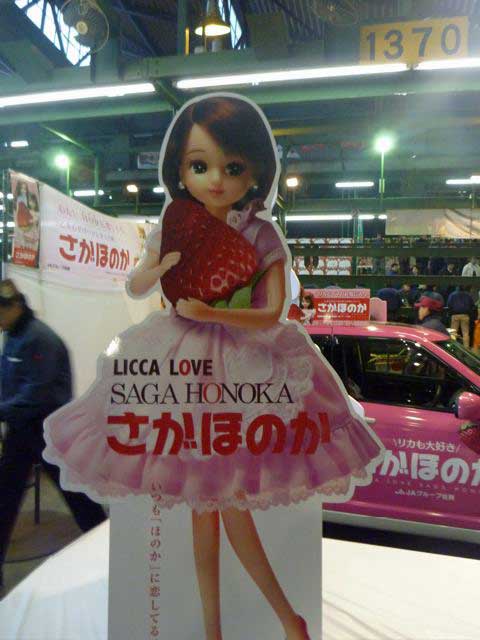 1370
さがほのか
さがほのか
LICCA LOVE
SAGA HONOKA
さがほのか
いつも「ほのか」に恋してる
リカも大好き
がほのか
JAグループ佐賀